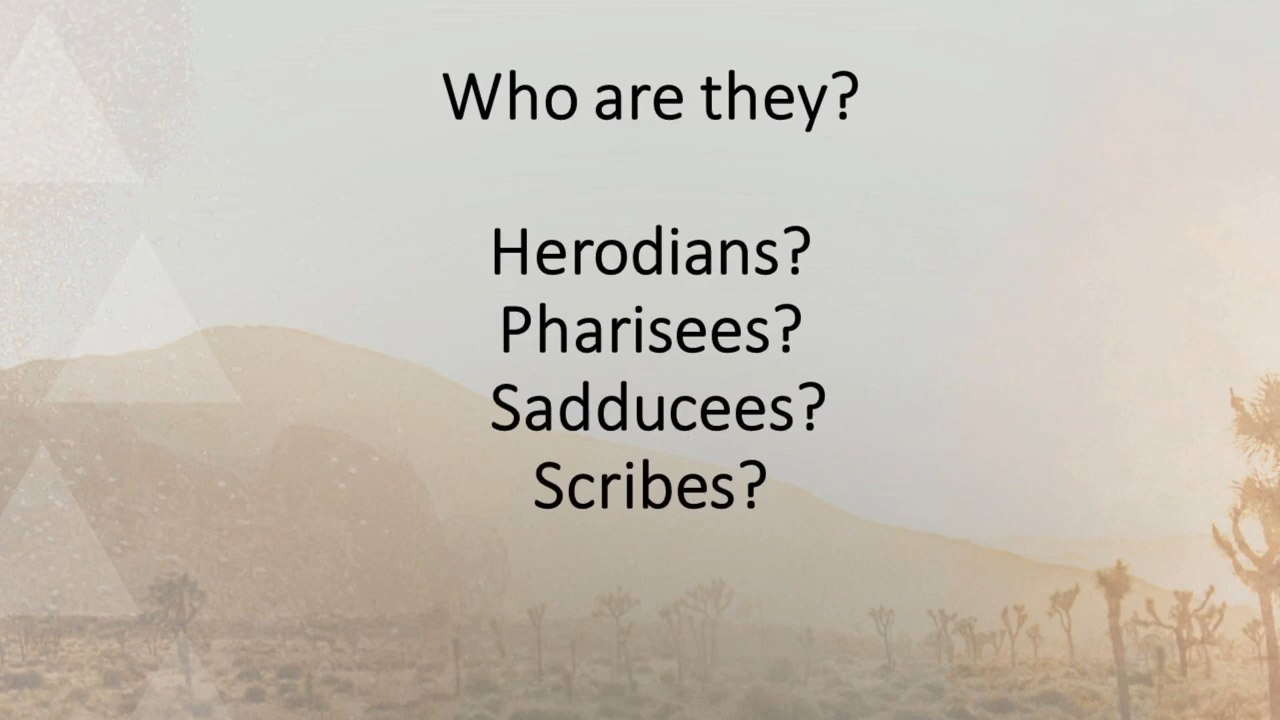 Who are they?
Herodians?
Pharisees?
Sadducees?
Scribes?